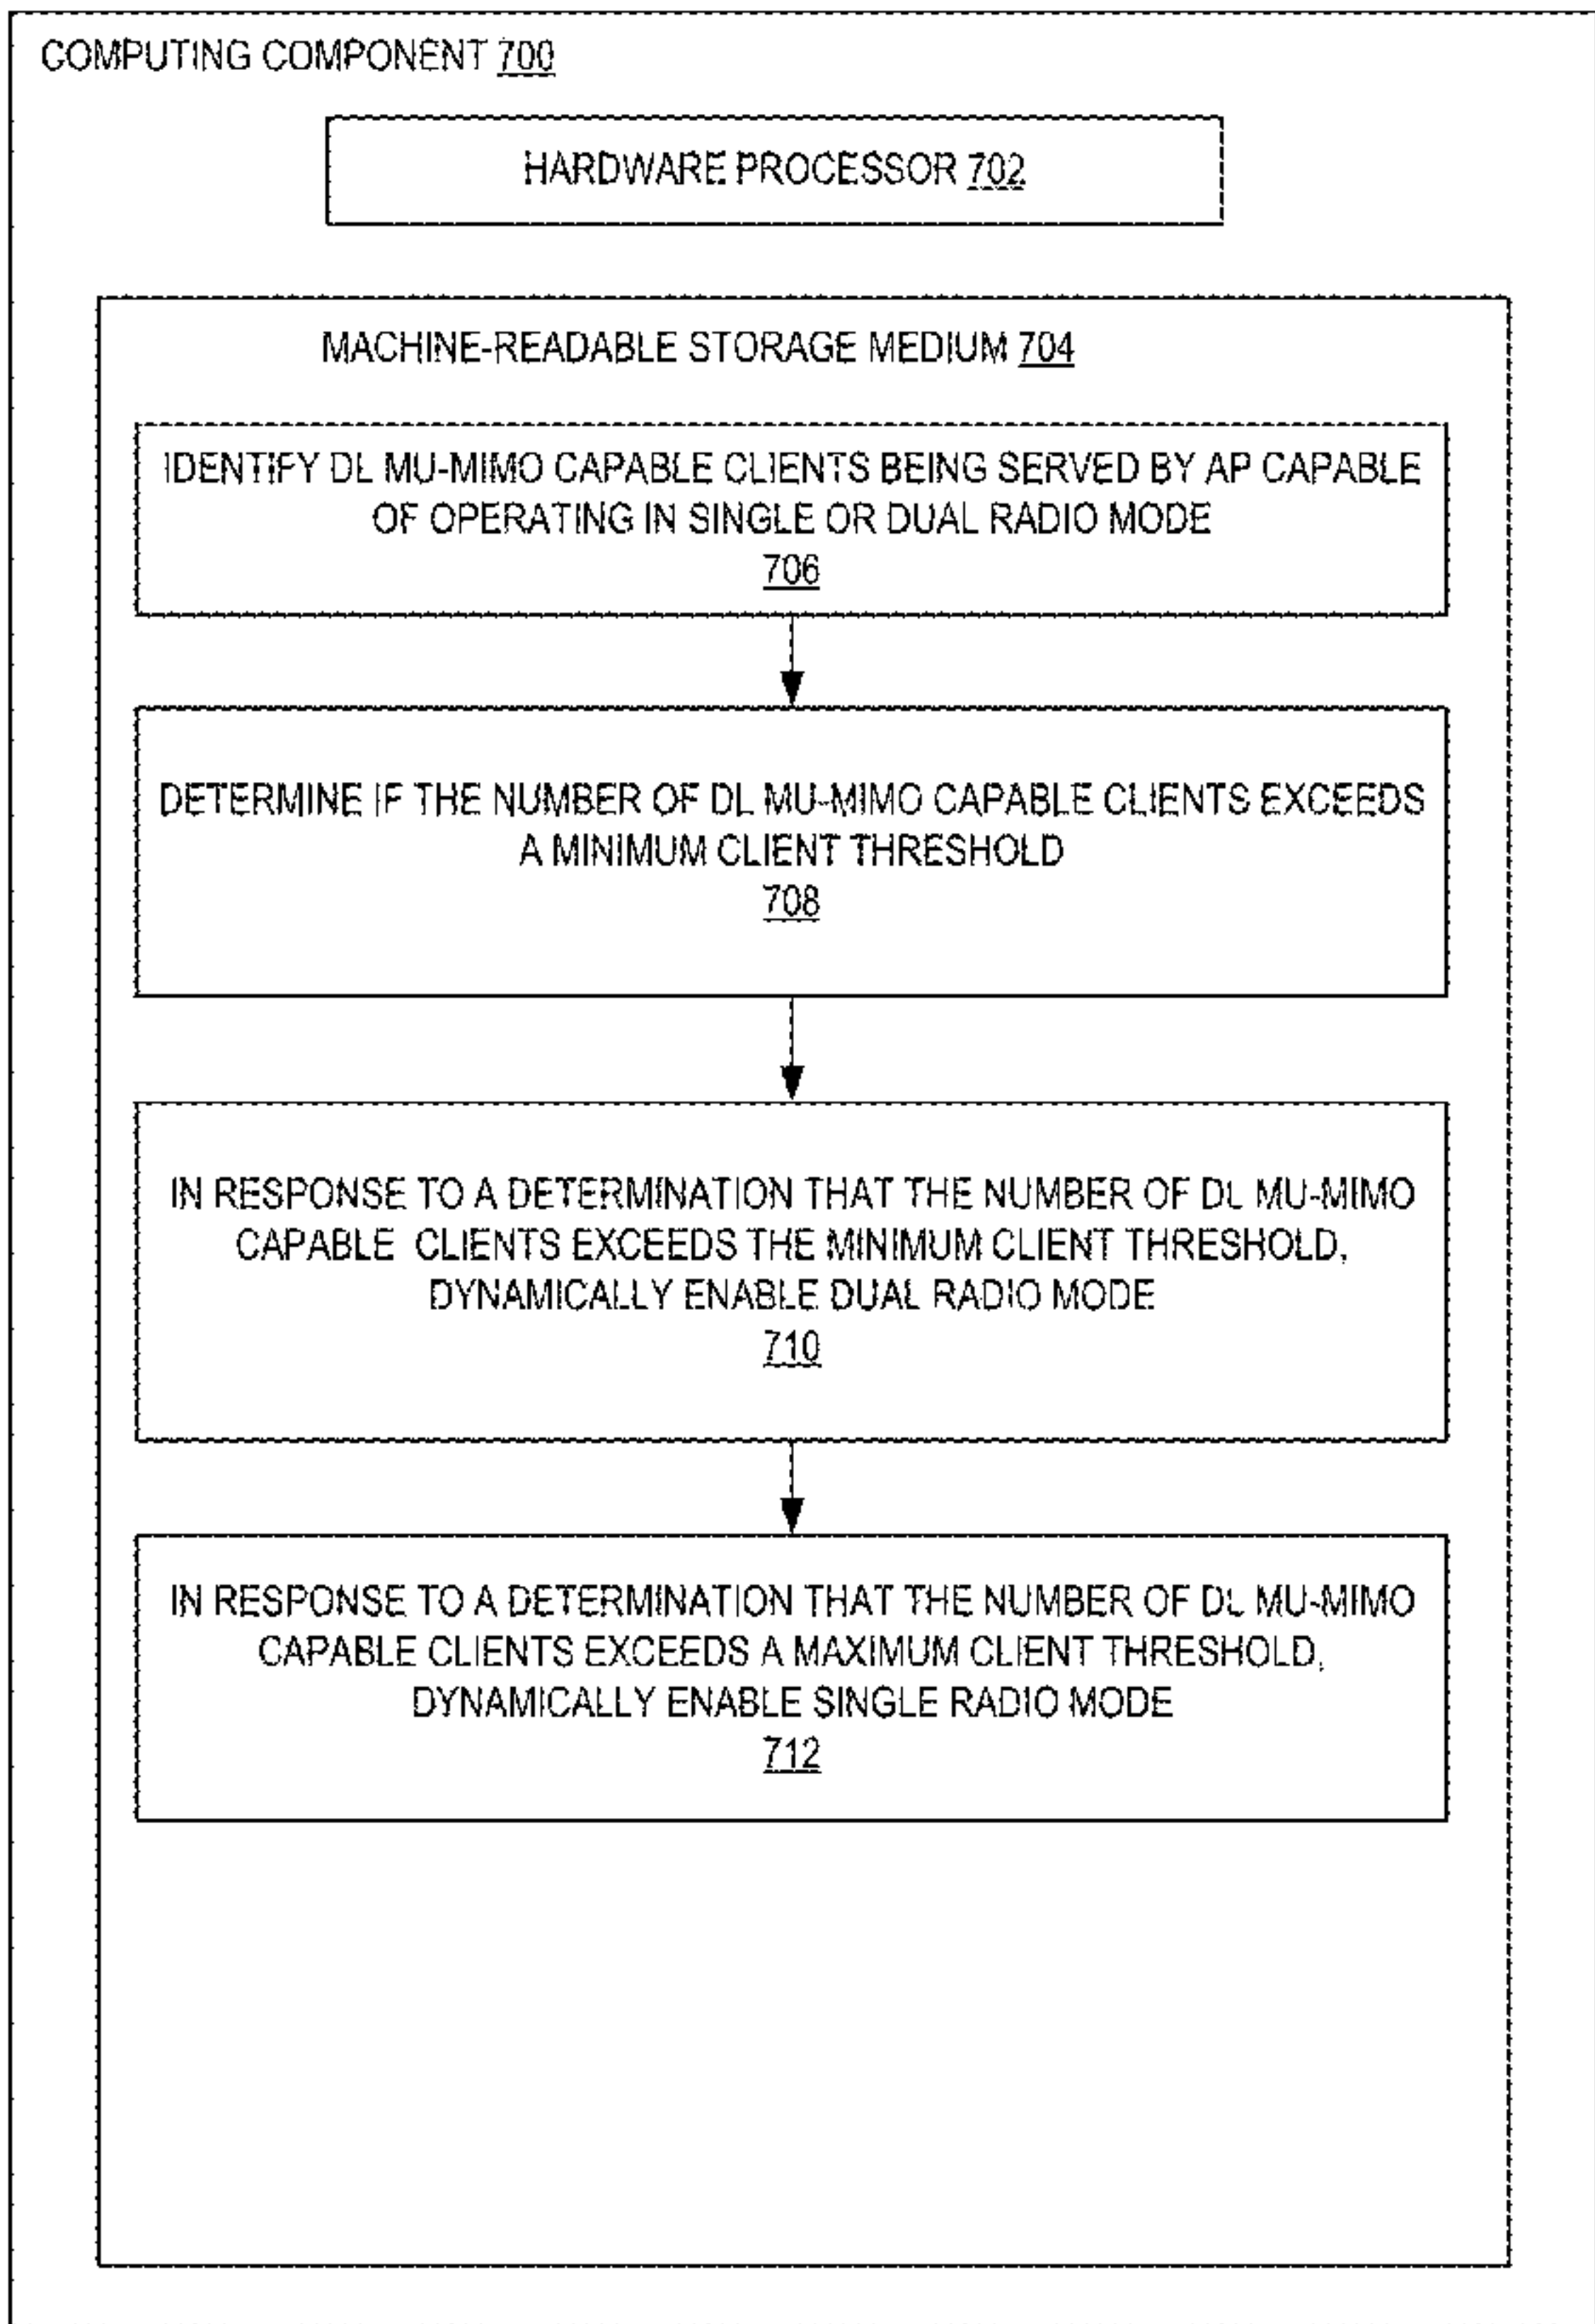 COMPUTING COMPONENT 700
HARDWARE PROCESSOR 702
MACHINE-READABLE STORAGE MEDIUM 704
IDENTIFY DL MU-MIMO CAPABLE CLIENTS BEING SERVED BY AP CAPABLE
OF OPERATING IN SINGLE OR DUAL RADIO MODE
706
DETERMINE IF THE NUMBER OF DL MU-MIMO CAPABLE CLIENTS EXCEEDS
A MINIMUM CLIENT THRESHOLD
708
IN RESPONSE TO A DETERMINATION THAT THE NUMBER OF DL MU-MIMO
CAPABLE CLIENTS EXCEEDS THE MINIMUM CLIENT THRESHOLD,
DYNAMICALLY ENABLE DUAL RADIO MODE
710
IN RESPONSE TO A DETERMINATION THAT THE NUMBER OF DL MU-MIMO
CAPABLE CLIENTS EXCEEDS A MAXIMUM CLIENT THRESHOLD,
DYNAMICALLY ENABLE SINGLE RADIO MODE
712